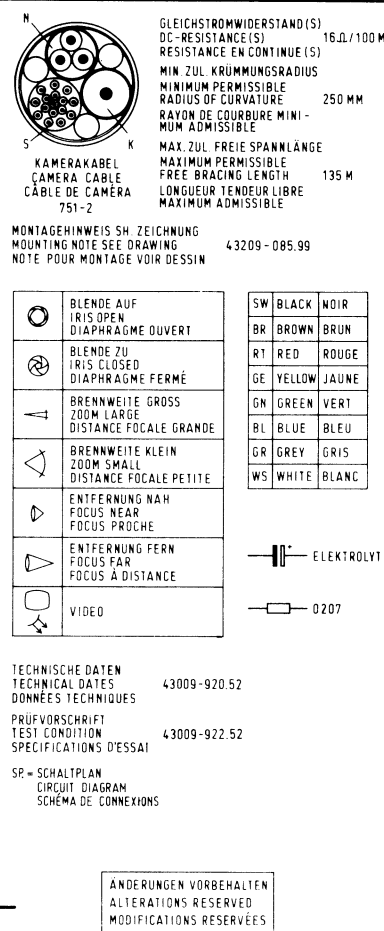 N
S
K
KAMERAKABEL
CAMERA CABLE
CÂBLE DE CAMÉRA
751-2
GLEICHSTROMWIDERSTAND(S)
DC-RESISTANCE(S) 16Ω/100 M
RESISTANCE EN CONTINUE(S)
MIN. ZUL. KRÜMMUNGSRADIUS
MINIMUM PERMISSIBLE
RADIUS OF CURVATURE 250 MM
RAYON DE COURBURE MINI-
MUM ADMISSIBLE
MAX. ZUL. FREIE SPANNLÄNGE
MAXIMUM PERMISSIBLE
FREE BRACING LENGTH 135 M
LONGUEUR TENDEUR LIBRE
MAXIMUM ADMISSIBLE
MONTAGEHINWEIS SH. ZEICHNUNG
MOUNTING NOTE SEE DRAWING 43209-085.99
NOTE POUR MONTAGE VOIR DESSIN
BLENDE AUF
IRIS OPEN
DIAPHRAGME OUVERT
BLENDE ZU
IRIS CLOSED
DIAPHRAGME FERMÉ
BRENNWEITE GROSS
ZOOM LARGE
DISTANCE FOCALE GRANDE
BRENNWEITE KLEIN
ZOOM SMALL
DISTANCE FOCALE PETITE
ENTFERNUNG NAH
FOCUS NEAR
FOCUS PROCHE
ENTFERNUNG FERN
FOCUS FAR
FOCUS À DISTANCE
VIDEO
SW BLACK NOIR
BR BROWN BRUN
RT RED ROUGE
GE YELLOW JAUNE
GN GREEN VERT
BL BLUE BLEU
GR GREY GRIS
WS WHITE BLANC
+ ELEKTROLYT
0207
TECHNISCHE DATEN
TECHNICAL DATES 43009-920.52
DONNÉES TECHNIQUES
PRÜFVORSCHRIFT
TEST CONDITION 43009-922.52
SPECIFICATIONS D'ESSAI
SP. = SCHALTPLAN
CIRCUIT DIAGRAM
SCHÉMA DE CONNEXIONS
ÄNDERUNGEN VORBEHALTEN
ALTERATIONS RESERVED
MODIFICATIONS RESERVÉES